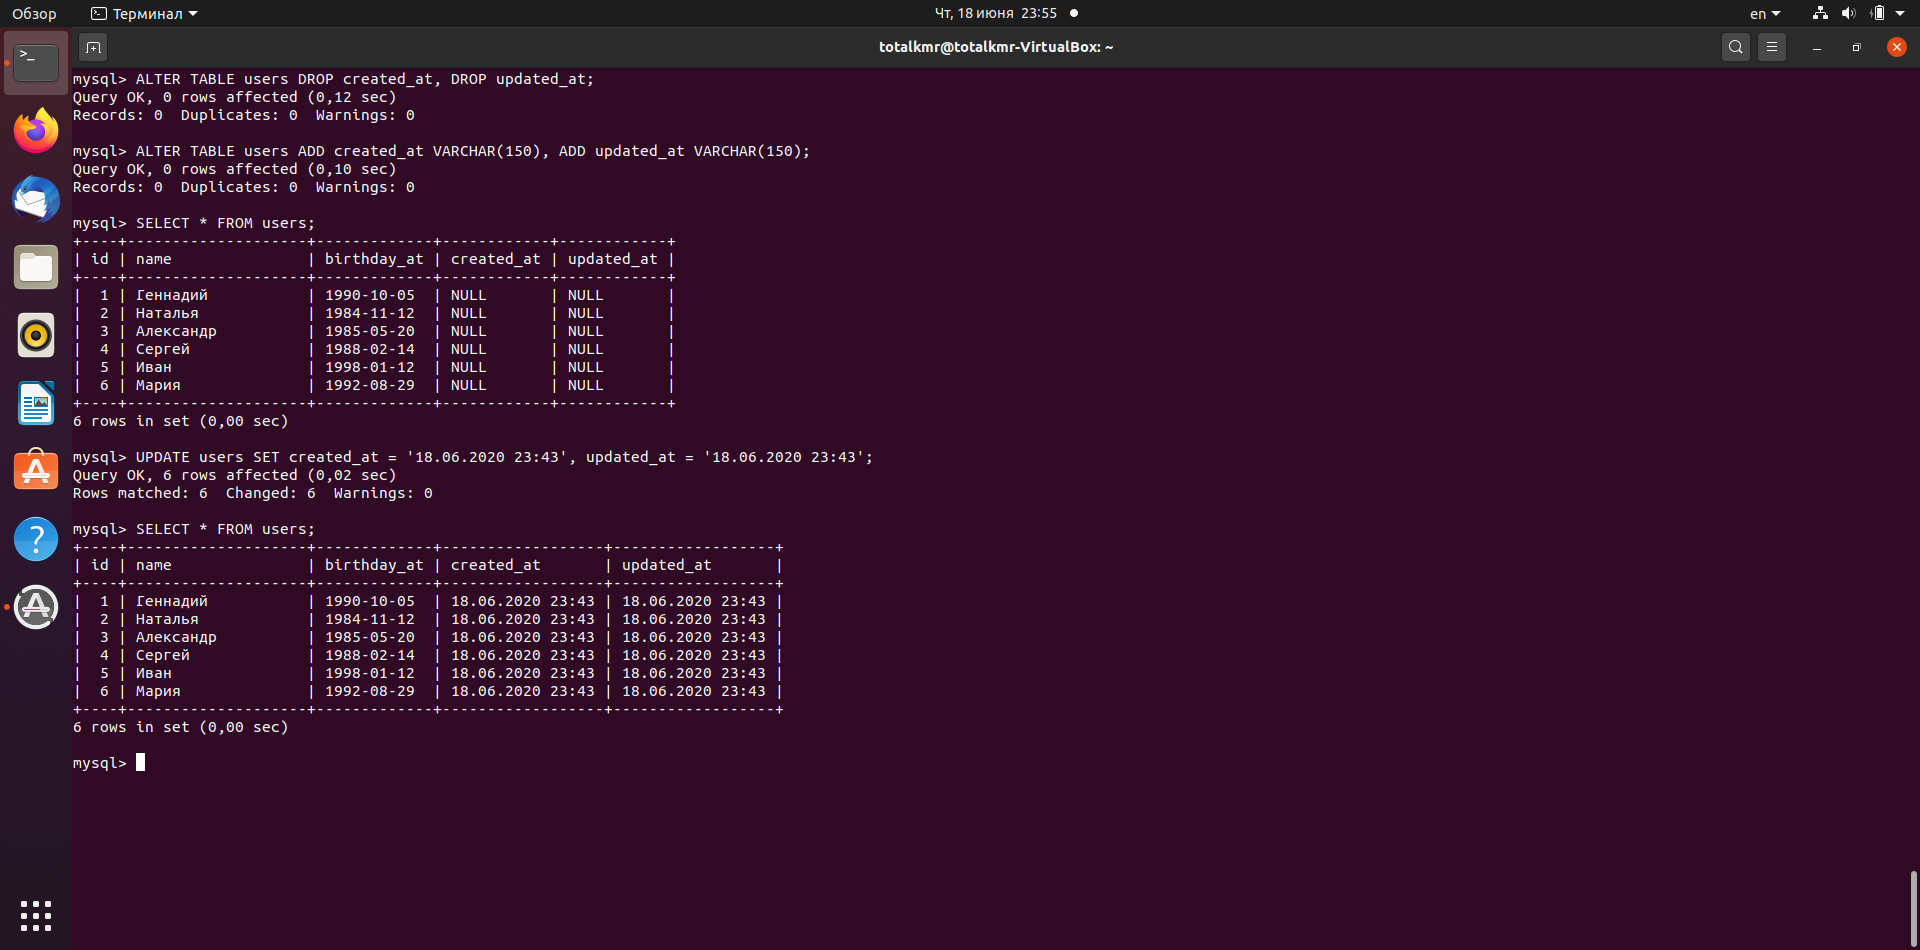 Обзор Терминал Чт, 18 июня 23:55 en
totalkmr@totalkmr-VirtualBox: ~
mysql> ALTER TABLE users DROP created_at, DROP updated_at;
Query OK, 0 rows affected (0,12 sec)
Records: 0  Duplicates: 0  Warnings: 0
mysql> ALTER TABLE users ADD created_at VARCHAR(150), ADD updated_at VARCHAR(150);
Query OK, 0 rows affected (0,10 sec)
Records: 0  Duplicates: 0  Warnings: 0
mysql> SELECT * FROM users;
+----+--------------------+-------------+------------+------------+
| id | name               | birthday_at | created_at | updated_at |
+----+--------------------+-------------+------------+------------+
|  1 | Геннадий           | 1990-10-05  | NULL       | NULL       |
|  2 | Наталья            | 1984-11-12  | NULL       | NULL       |
|  3 | Александр          | 1985-05-20  | NULL       | NULL       |
|  4 | Сергей             | 1988-02-14  | NULL       | NULL       |
|  5 | Иван               | 1998-01-12  | NULL       | NULL       |
|  6 | Мария              | 1992-08-29  | NULL       | NULL       |
+----+--------------------+-------------+------------+------------+
6 rows in set (0,00 sec)
mysql> UPDATE users SET created_at = '18.06.2020 23:43', updated_at = '18.06.2020 23:43';
Query OK, 6 rows affected (0,02 sec)
Rows matched: 6  Changed: 6  Warnings: 0
mysql> SELECT * FROM users;
+----+--------------------+-------------+------------------+------------------+
| id | name               | birthday_at | created_at       | updated_at       |
+----+--------------------+-------------+------------------+------------------+
|  1 | Геннадий           | 1990-10-05  | 18.06.2020 23:43 | 18.06.2020 23:43 |
|  2 | Наталья            | 1984-11-12  | 18.06.2020 23:43 | 18.06.2020 23:43 |
|  3 | Александр          | 1985-05-20  | 18.06.2020 23:43 | 18.06.2020 23:43 |
|  4 | Сергей             | 1988-02-14  | 18.06.2020 23:43 | 18.06.2020 23:43 |
|  5 | Иван               | 1998-01-12  | 18.06.2020 23:43 | 18.06.2020 23:43 |
|  6 | Мария              | 1992-08-29  | 18.06.2020 23:43 | 18.06.2020 23:43 |
+----+--------------------+-------------+------------------+------------------+
6 rows in set (0,00 sec)
mysql>